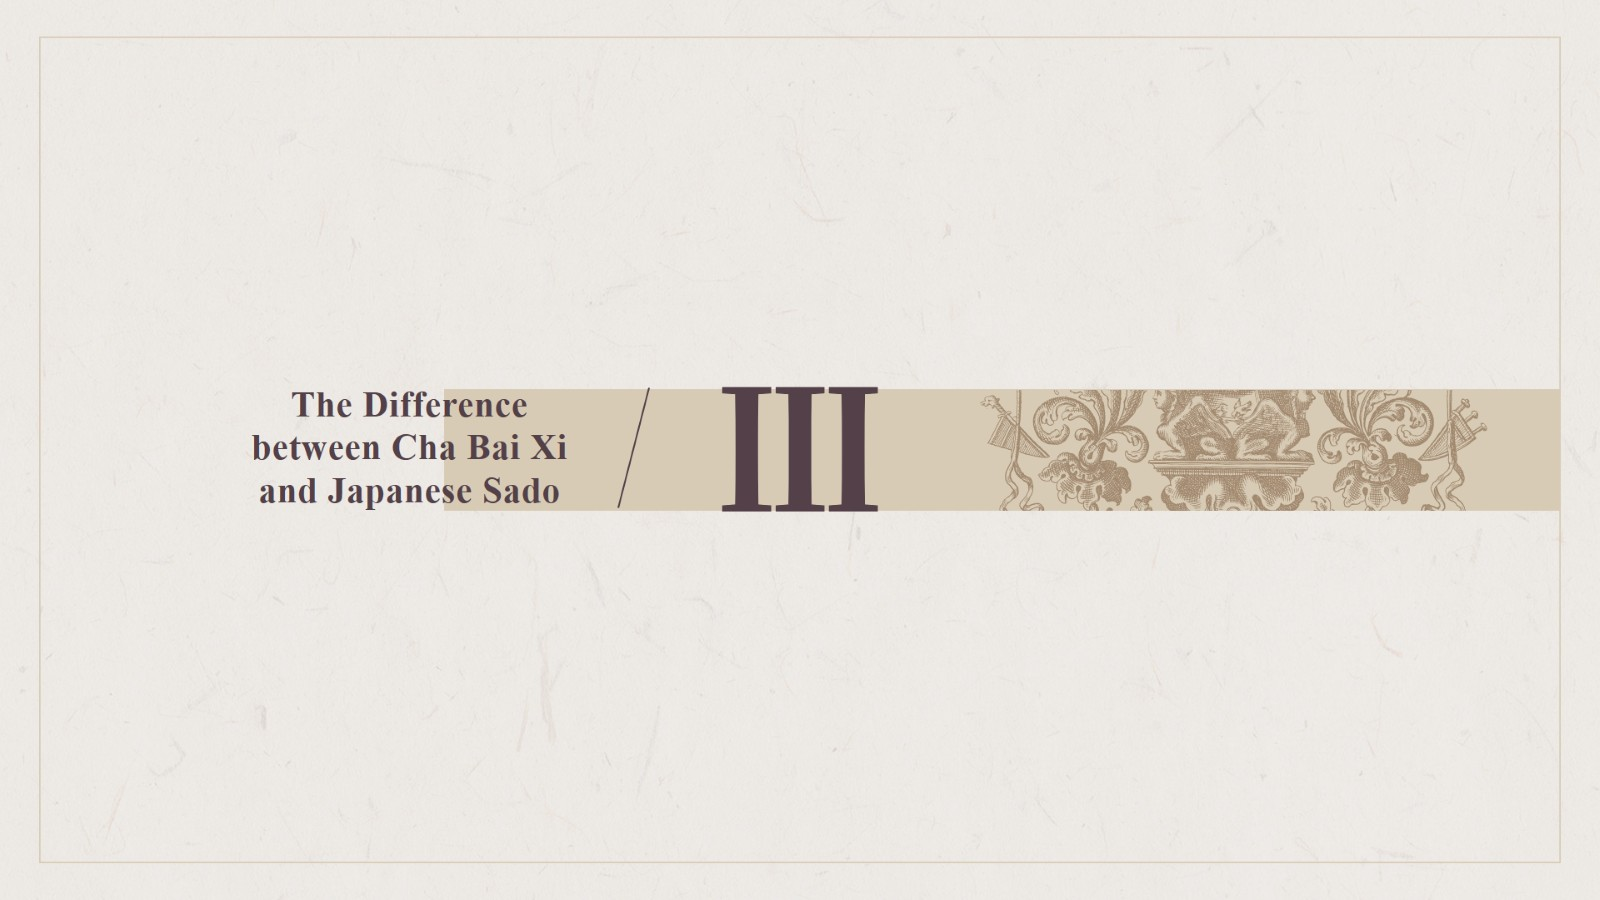 The Difference
between Cha Bai Xi
and Japanese Sado
III